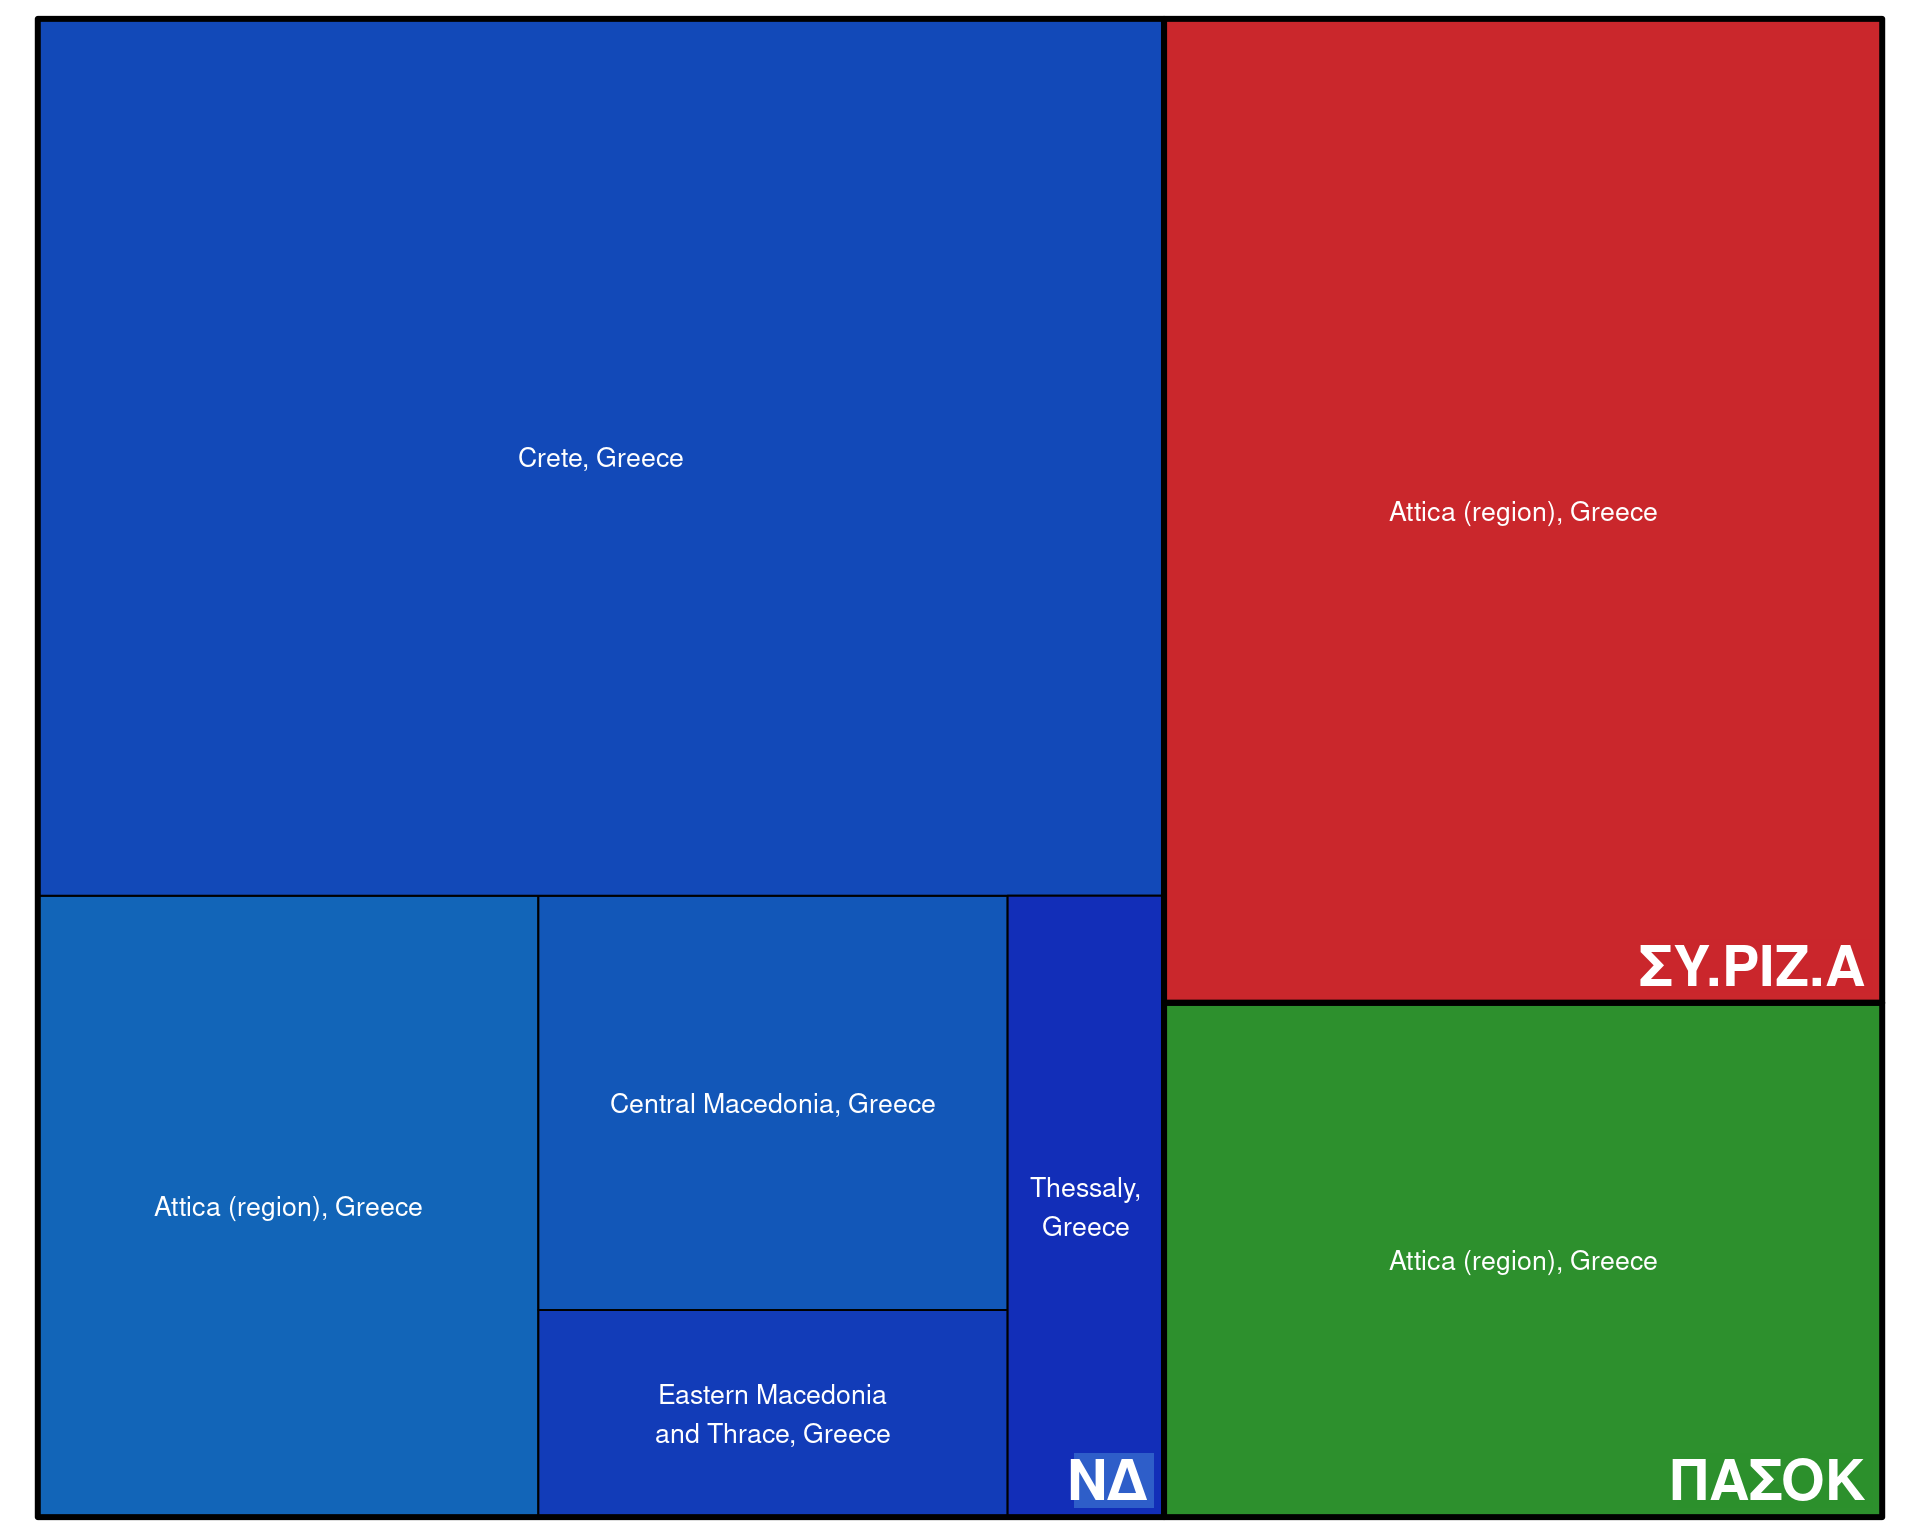 Crete, Greece
Attica (region), Greece
ΣΥ.ΡΙΖ.Α
Attica (region), Greece
Central Macedonia, Greece
Eastern Macedonia
and Thrace, Greece
Thessaly,
Greece
ΝΔ
Attica (region), Greece
ΠΑΣΟΚ